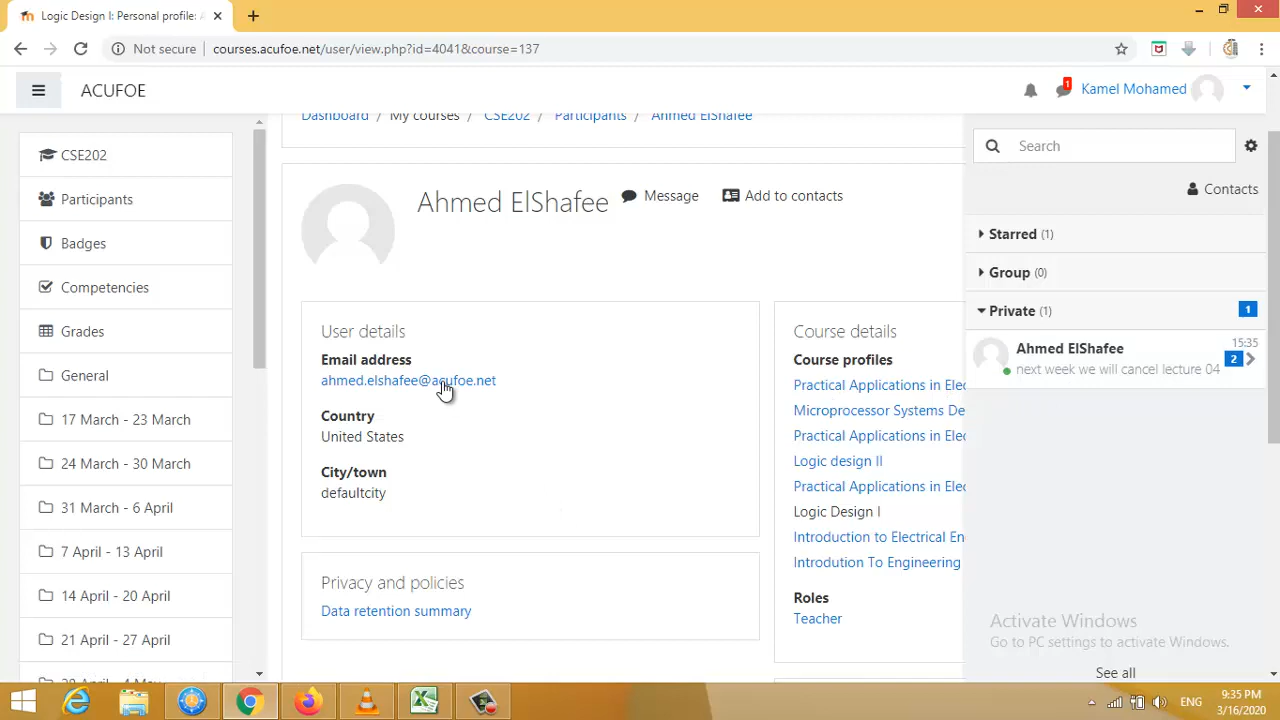 Logic Design I: Personal profile: A
Not secure
courses.acufoe.net/user/view.php?id=4041&course=137
ACUFOE
1
Kamel Mohamed
Dashboard / My courses / CSE202 / Participants / Ahmed ElShafee
CSE202
Participants
Badges
Competencies
Grades
General
17 March - 23 March
24 March - 30 March
31 March - 6 April
7 April - 13 April
14 April - 20 April
21 April - 27 April
Ahmed ElShafee
Message
Add to contacts
User details
Email address
ahmed.elshafee@acufoe.net
Country
United States
City/town
defaultcity
Privacy and policies
Data retention summary
Course details
Course profiles
Practical Applications in Elec
Microprocessor Systems De
Practical Applications in Elec
Logic design II
Practical Applications in Elec
Logic Design I
Introduction to Electrical En
Introdution To Engineering
Roles
Teacher
Search
Contacts
Starred (1)
Group (0)
Private (1)
1
Ahmed ElShafee
15:35
next week we will cancel lecture 04
2
Activate Windows
Go to PC settings to activate Windows.
See all
ENG
9:35 PM
3/16/2020